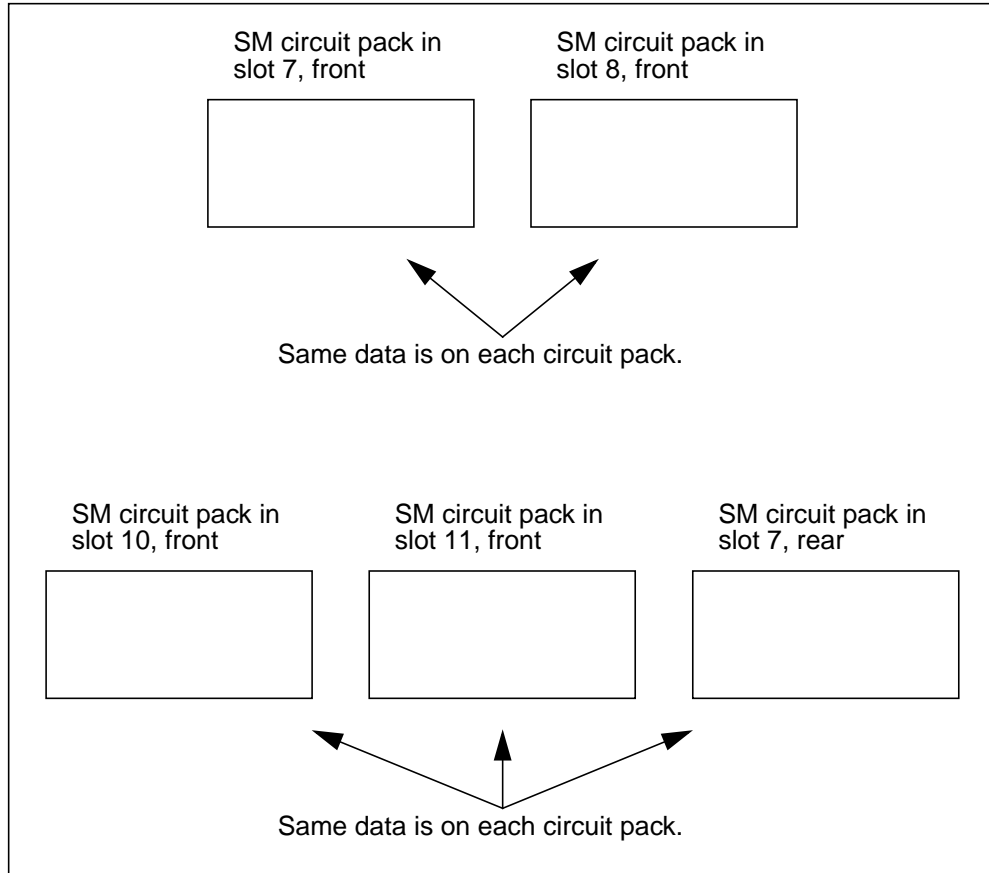 SM circuit pack in
slot 7, front
SM circuit pack in
slot 8, front
Same data is on each circuit pack.
SM circuit pack in
slot 10, front
SM circuit pack in
slot 11, front
SM circuit pack in
slot 7, rear
Same data is on each circuit pack.